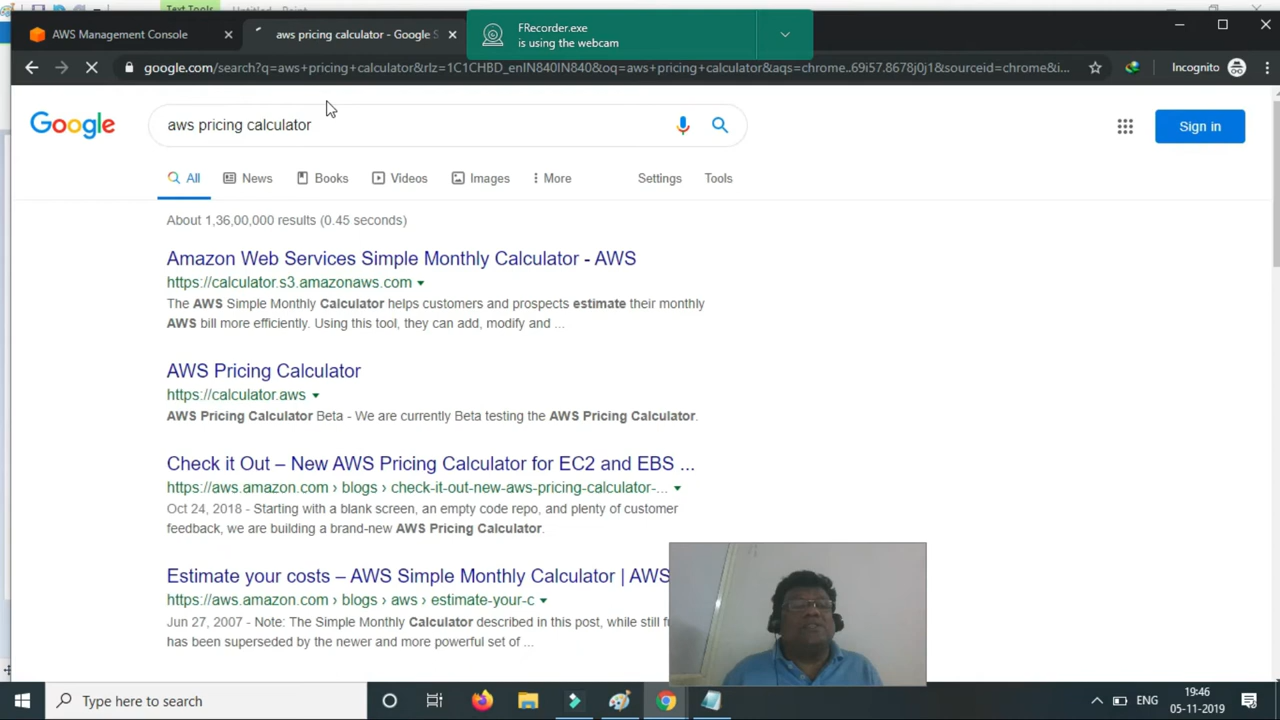 Text Tools
Untitled - Paint
AWS Management Console
aws pricing calculator - Google S
FRecorder.exe
is using the webcam
google.com/search?q=aws+pricing+calculator&rlz=1C1CHBD_enIN840IN840&oq=aws+pricing+calculator&aqs=chrome..69i57.8678j0j1&sourceid=chrome&i...
Incognito
Google
aws pricing calculator
Sign in
All
News
Books
Videos
Images
More
Settings
Tools
About 1,36,00,000 results (0.45 seconds)
Amazon Web Services Simple Monthly Calculator - AWS
https://calculator.s3.amazonaws.com
The AWS Simple Monthly Calculator helps customers and prospects estimate their monthly
AWS bill more efficiently. Using this tool, they can add, modify and ...
AWS Pricing Calculator
https://calculator.aws
AWS Pricing Calculator Beta - We are currently Beta testing the AWS Pricing Calculator.
Check it Out – New AWS Pricing Calculator for EC2 and EBS ...
https://aws.amazon.com › blogs › check-it-out-new-aws-pricing-calculator-...
Oct 24, 2018 - Starting with a blank screen, an empty code repo, and plenty of customer
feedback, we are building a brand-new AWS Pricing Calculator.
Estimate your costs – AWS Simple Monthly Calculator | AWS
https://aws.amazon.com › blogs › aws › estimate-your-c
Jun 27, 2007 - Note: The Simple Monthly Calculator described in this post, while still fu
has been superseded by the newer and more powerful set of ...
Type here to search
ENG
19:46
05-11-2019